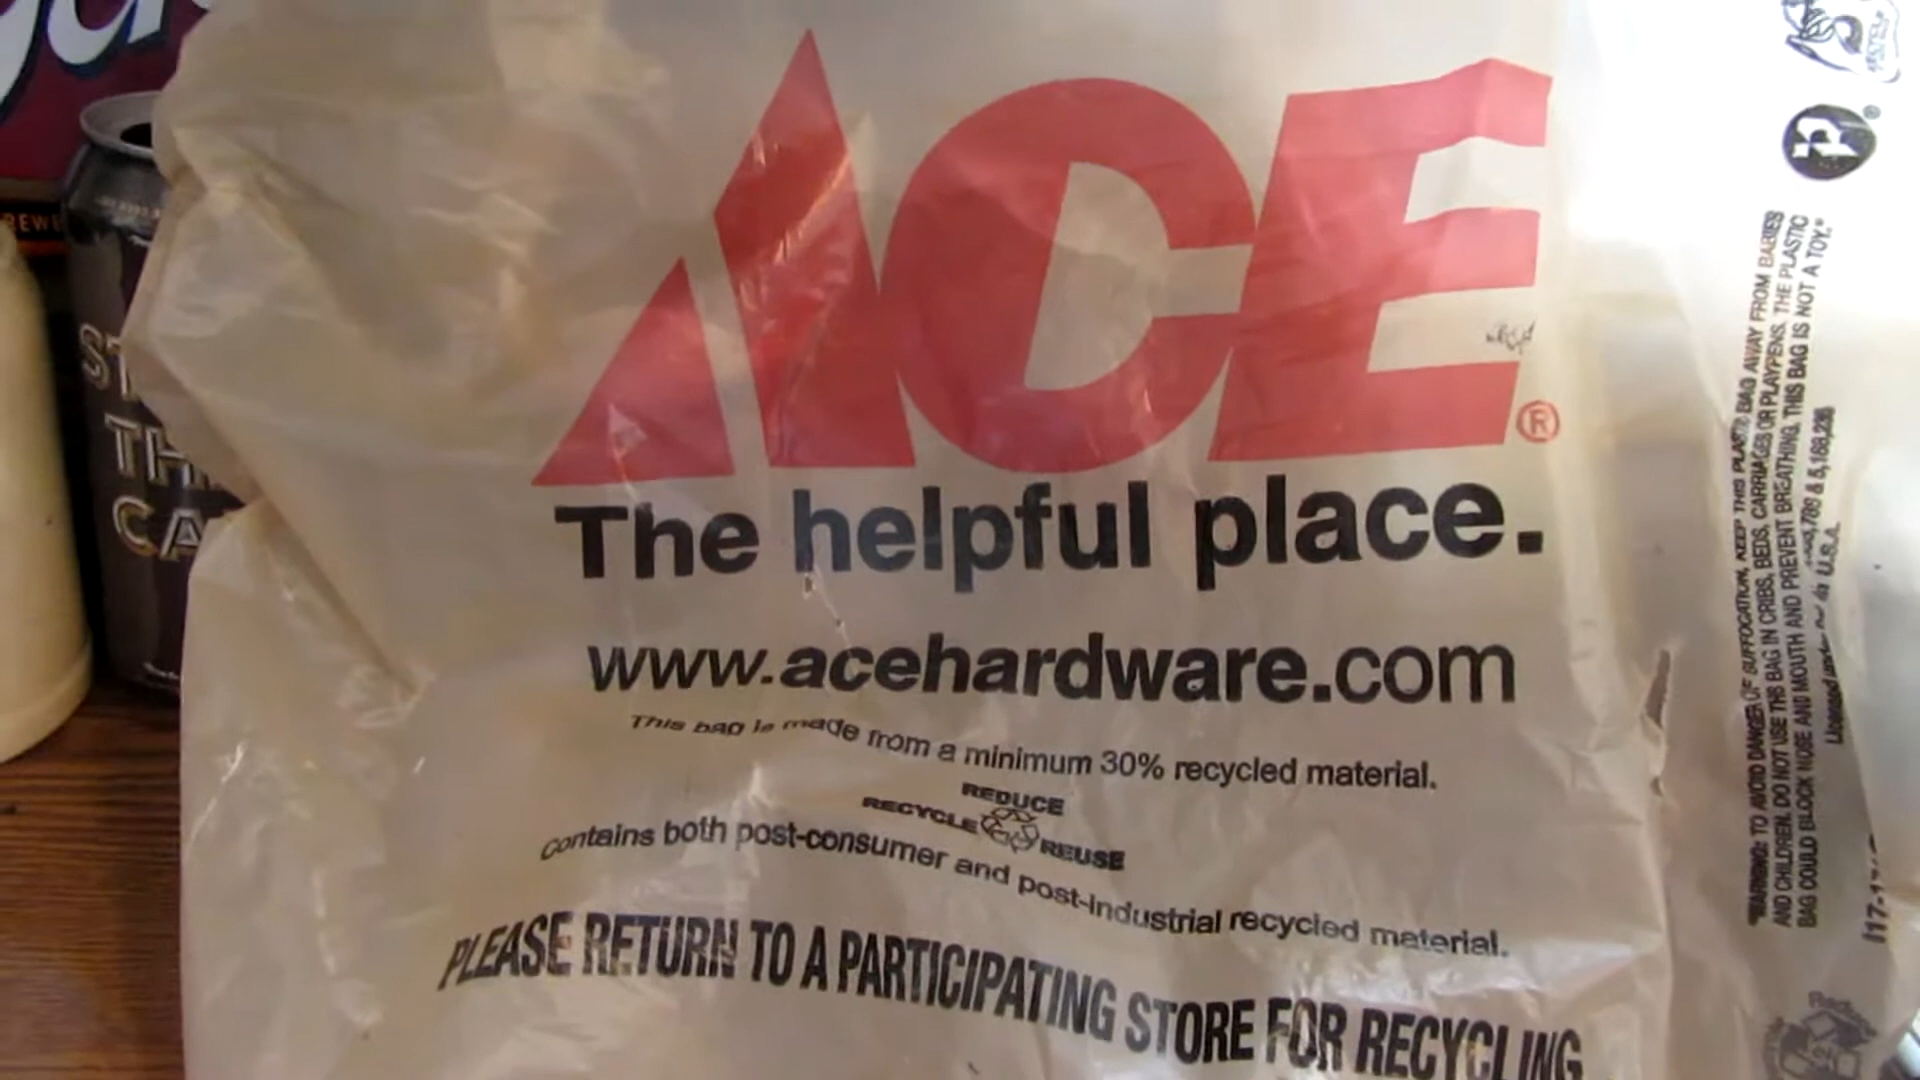 ACE®
The helpful place.
www.acehardware.com
This bag is made from a minimum 30% recycled material.
REDUCE
RECYCLE
REUSE
Contains both post-consumer and post-industrial recycled material.
PLEASE RETURN TO A PARTICIPATING STORE FOR RECYCLING
"WARNING: TO AVOID DANGER OF SUFFOCATION, KEEP THIS PLASTIC BAG AWAY FROM BABIES
AND CHILDREN. DO NOT USE THIS BAG IN CRIBS, BEDS, CARRIAGES OR PLAYPENS. THE PLASTIC
BAG COULD BLOCK NOSE AND MOUTH AND PREVENT BREATHING. THIS BAG IS NOT A TOY."
U.S.A.
TH
CA